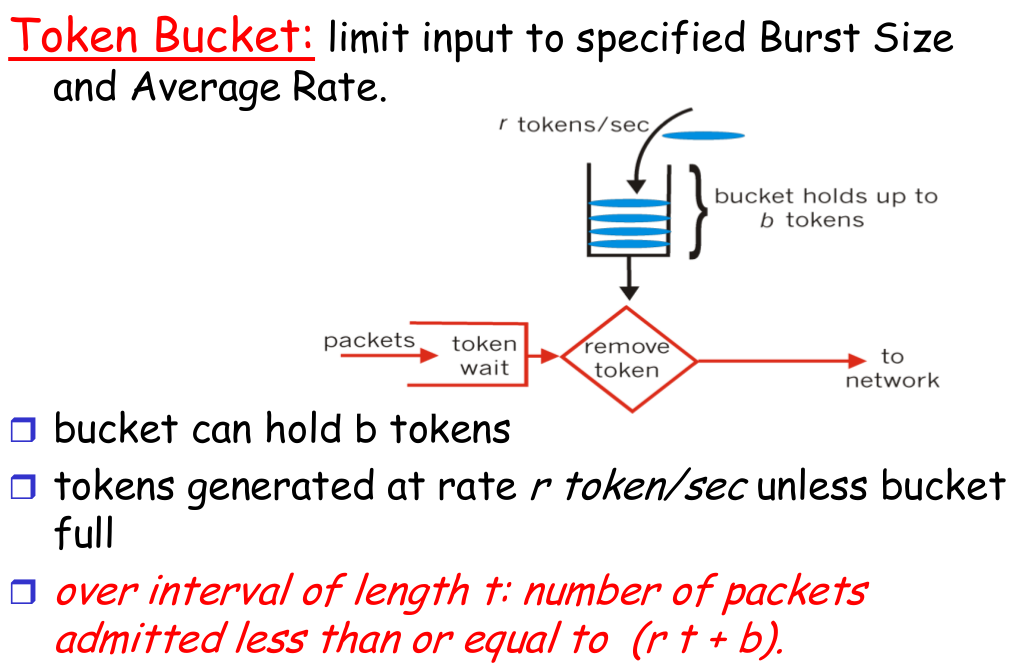 Token Bucket: limit input to specified Burst Size
and Average Rate.
r tokens/sec
bucket holds up to
b tokens
packets
token
wait
remove
token
to
network
bucket can hold b tokens
tokens generated at rate r token/sec unless bucket
full
over interval of length t: number of packets
admitted less than or equal to (r t + b).